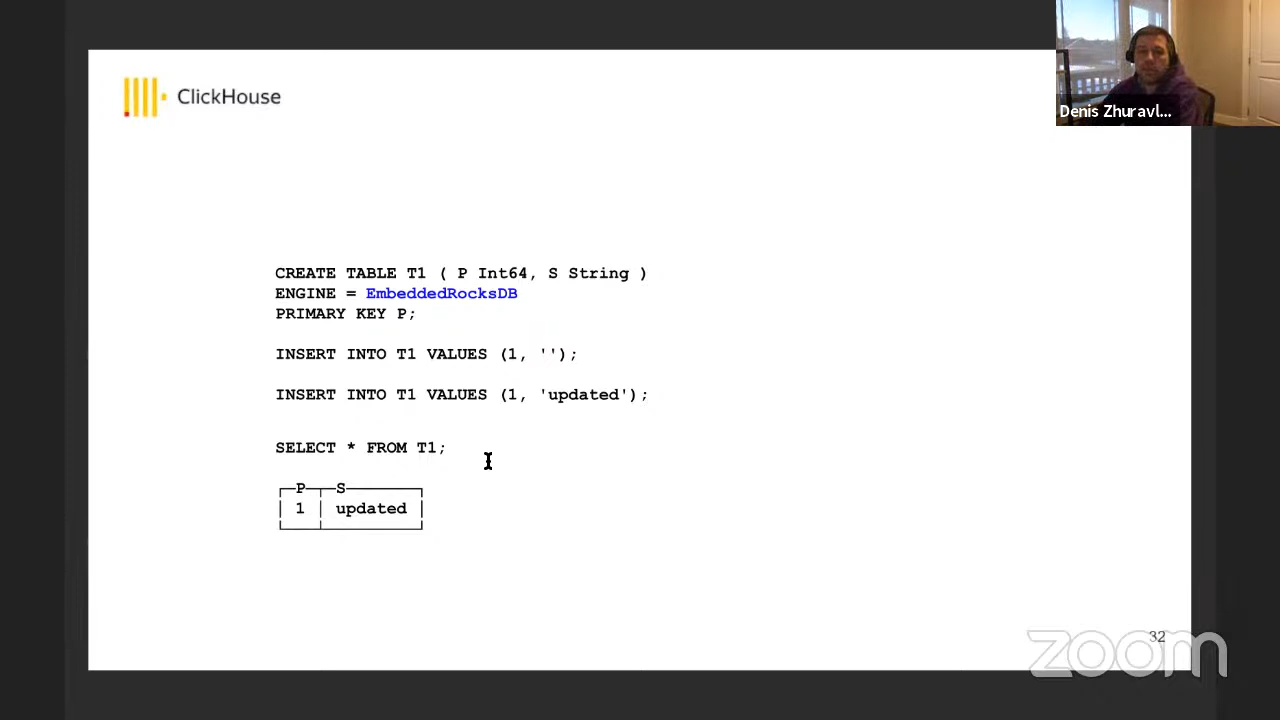 ClickHouse
Denis Zhuravl...
CREATE TABLE T1 ( P Int64, S String )
ENGINE = EmbeddedRocksDB
PRIMARY KEY P;
INSERT INTO T1 VALUES (1, '');
INSERT INTO T1 VALUES (1, 'updated');
SELECT * FROM T1;
┌─P─┬─S───────┐
│ 1 │ updated │
└───┴─────────┘
32
zoom